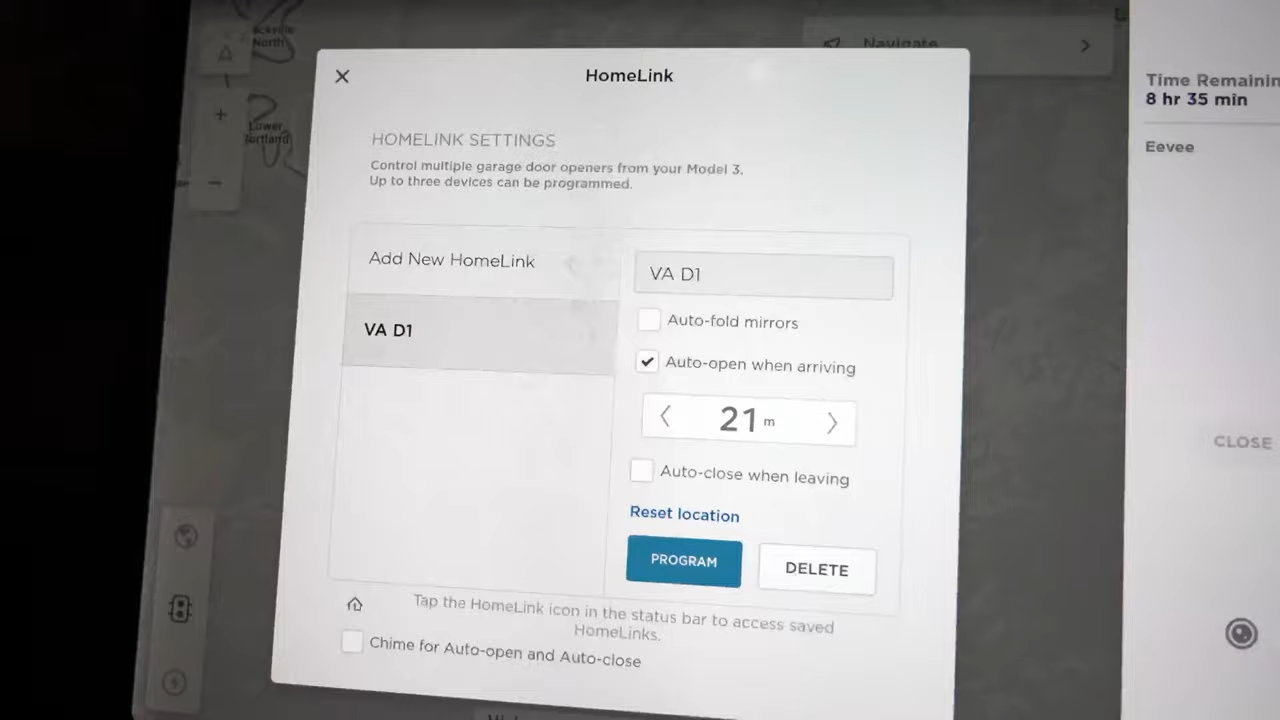 North
Navigate
Lower
HomeLink
Time Remainin
8 hr 35 min
Eevee
HOMELINK SETTINGS
Control multiple garage door openers from your Model 3.
Up to three devices can be programmed.
Add New HomeLink
VA D1
VA D1
Auto-fold mirrors
Auto-open when arriving
21 m
Auto-close when leaving
Reset location
PROGRAM
DELETE
Tap the HomeLink icon in the status bar to access saved
HomeLinks.
Chime for Auto-open and Auto-close
CLOSE